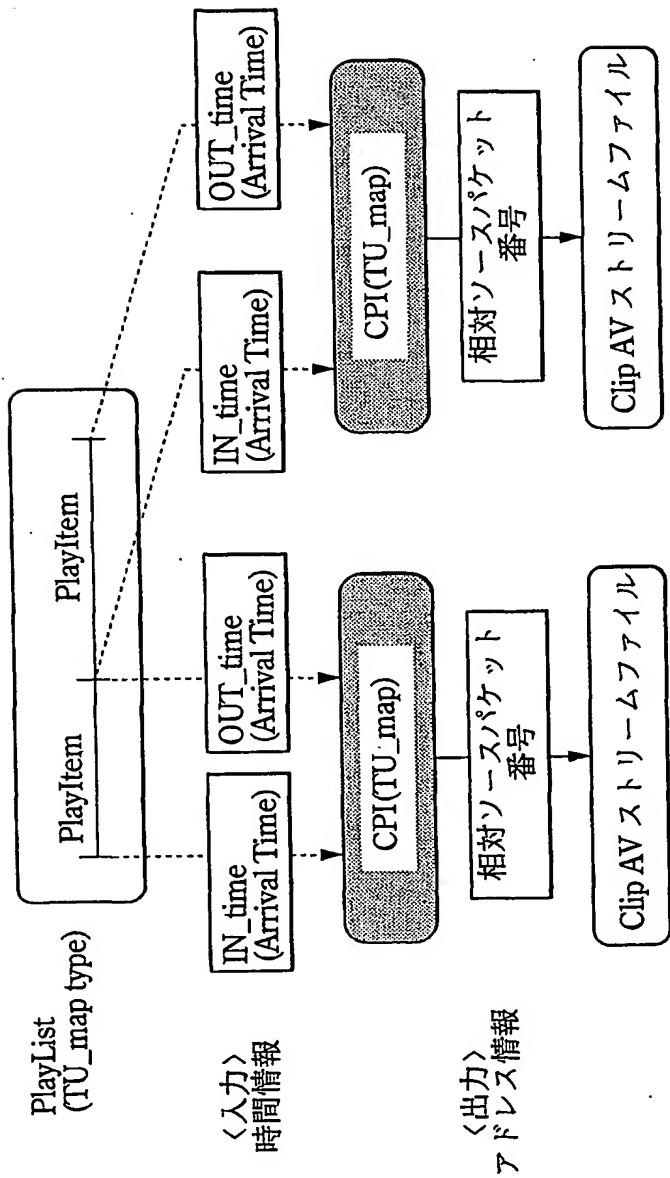 PlayList
(TU_map type)
PlayItem
PlayItem
〈入力〉
時間情報
IN_time
(Arrival Time)
OUT_time
(Arrival Time)
IN_time
(Arrival Time)
OUT_time
(Arrival Time)
CPI(TU_map)
CPI(TU_map)
〈出力〉
アドレス情報
相対ソースパケット
番号
相対ソースパケット
番号
Clip AV ストリームファイル
Clip AV ストリームファイル